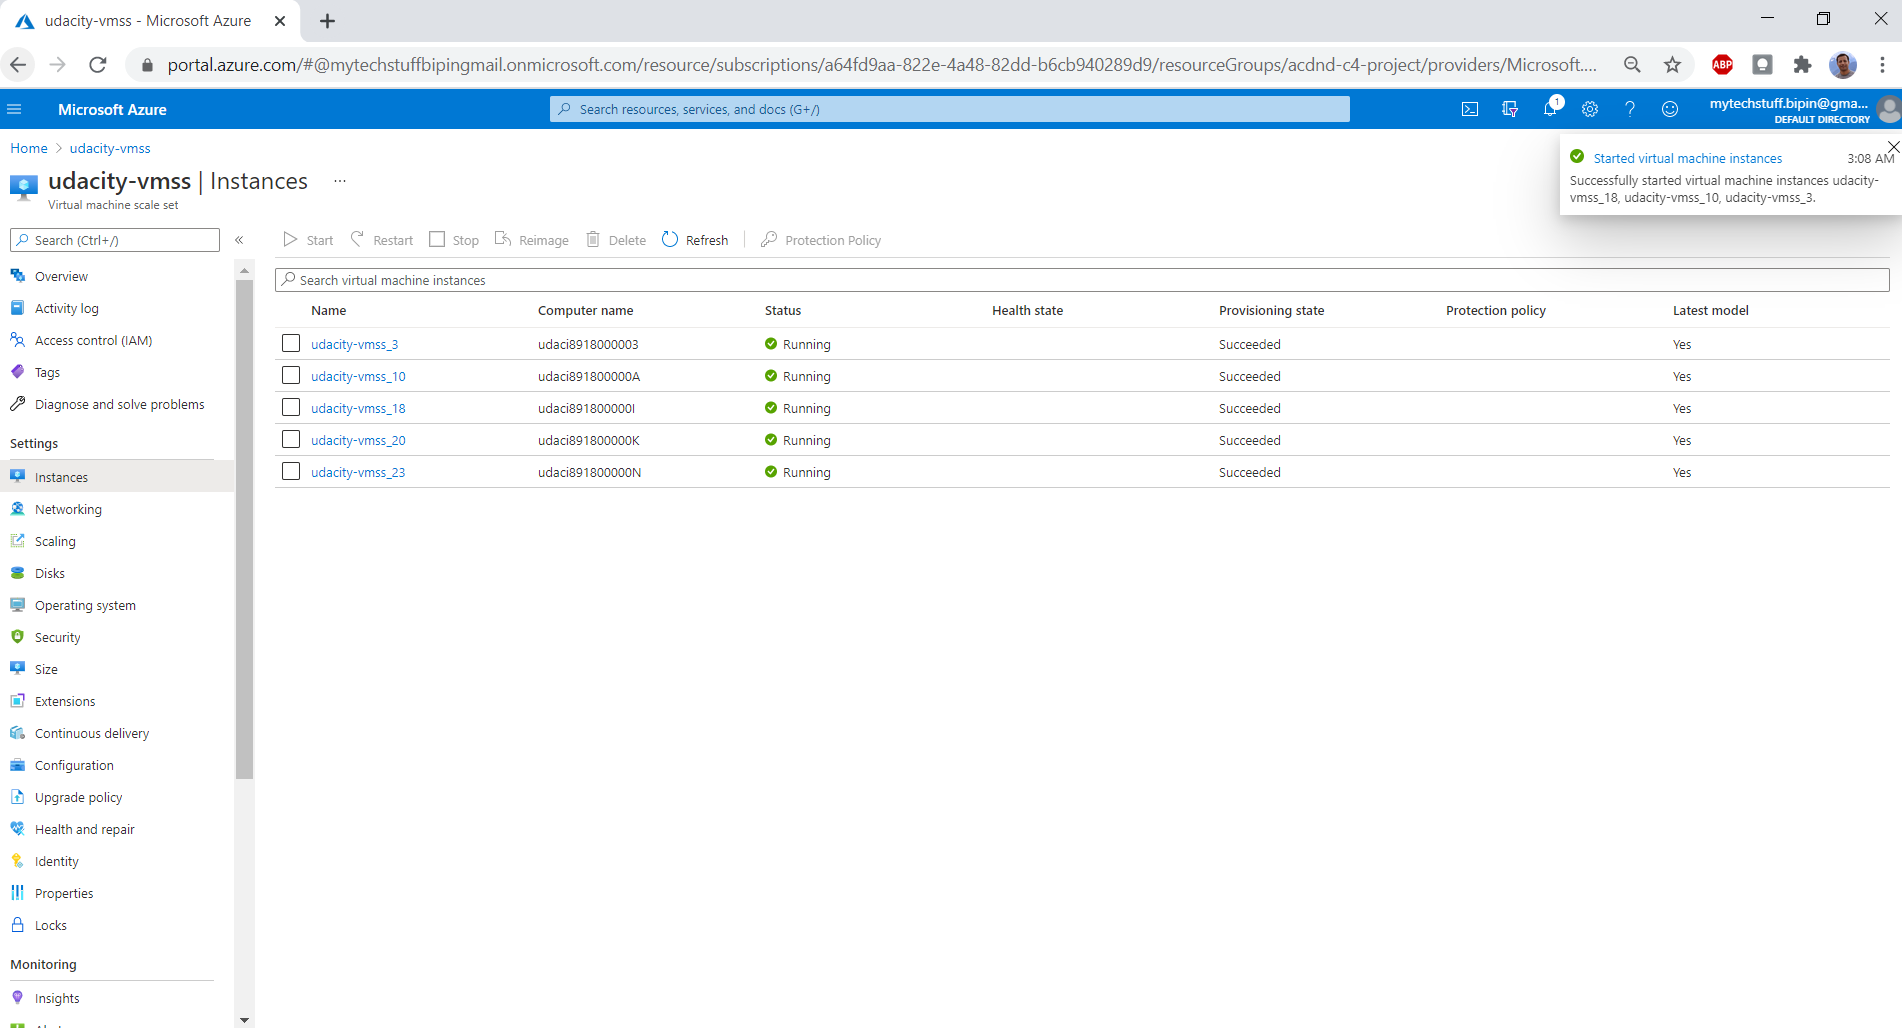 udacity-vmss - Microsoft Azure
portal.azure.com/#@mytechstuffbipingmail.onmicrosoft.com/resource/subscriptions/a64fd9aa-822e-4a48-82dd-b6cb940289d9/resourceGroups/acdnd-c4-project/providers/Microsoft....
ABP
Microsoft Azure
Search resources, services, and docs (G+/)
1
mytechstuff.bipin@gma...
DEFAULT DIRECTORY
Home > udacity-vmss
udacity-vmss | Instances ...
Virtual machine scale set
Started virtual machine instances 3:08 AM
Successfully started virtual machine instances udacity-
vmss_18, udacity-vmss_10, udacity-vmss_3.
Search (Ctrl+/)
«
Start Restart Stop Reimage Delete Refresh Protection Policy
Search virtual machine instances
Name Computer name Status Health state Provisioning state Protection policy Latest model
udacity-vmss_3 udaci8918000003 Running Succeeded Yes
udacity-vmss_10 udaci891800000A Running Succeeded Yes
udacity-vmss_18 udaci891800000I Running Succeeded Yes
udacity-vmss_20 udaci891800000K Running Succeeded Yes
udacity-vmss_23 udaci891800000N Running Succeeded Yes
Overview
Activity log
Access control (IAM)
Tags
Diagnose and solve problems
Settings
Instances
Networking
Scaling
Disks
Operating system
Security
Size
Extensions
Continuous delivery
Configuration
Upgrade policy
Health and repair
Identity
Properties
Locks
Monitoring
Insights